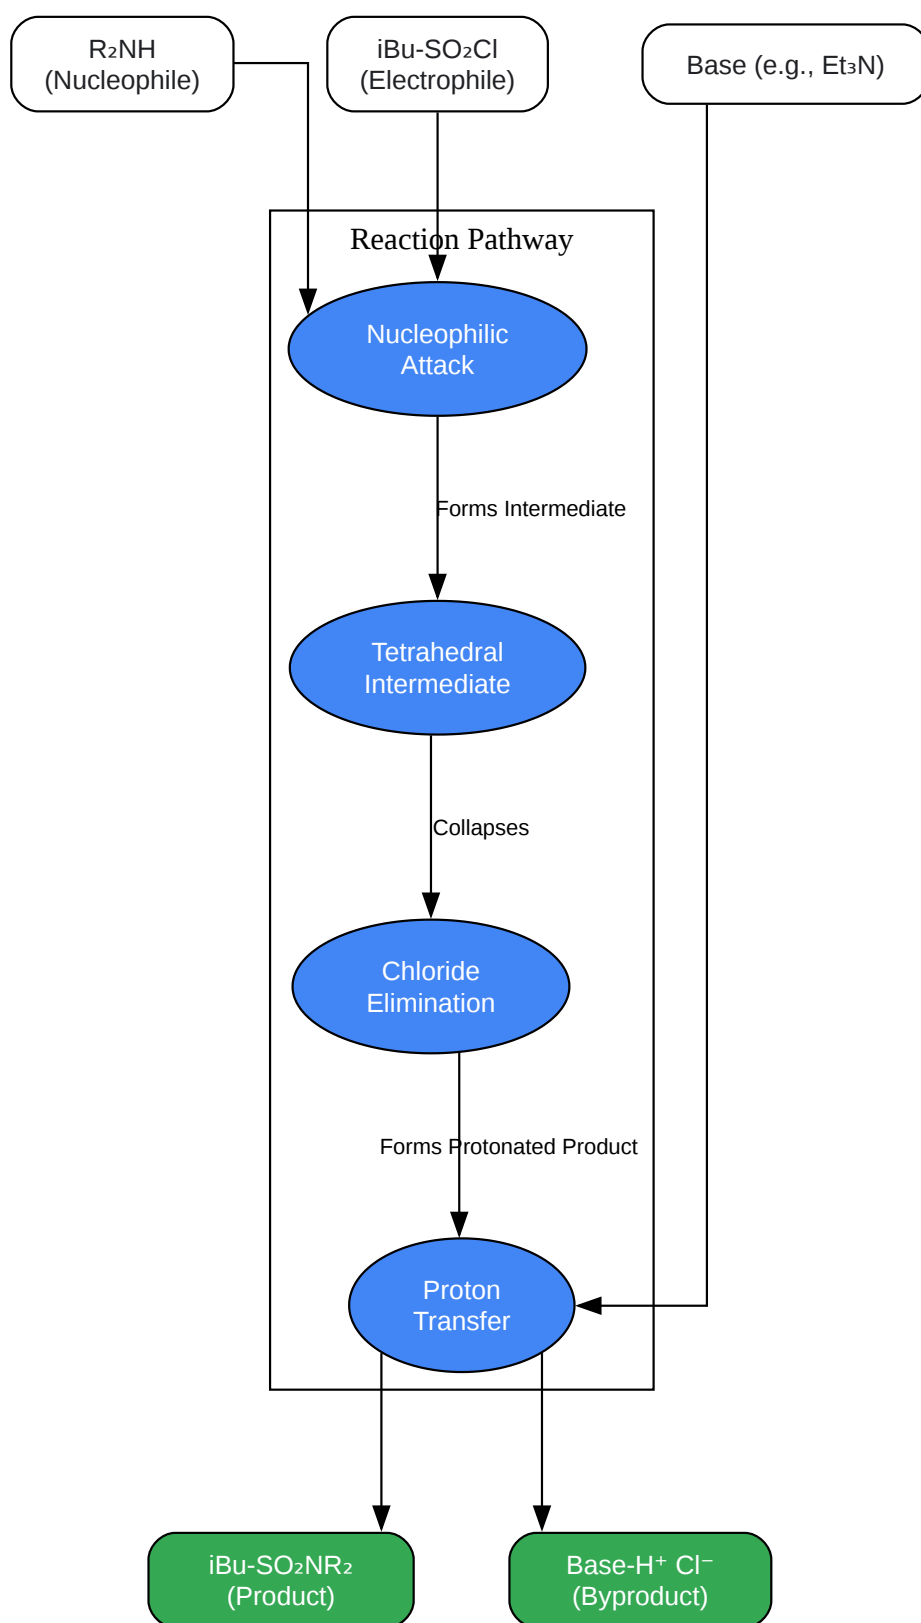 R₂NH
(Nucleophile)
iBu-SO₂Cl
(Electrophile)
Base (e.g., Et₃N)
Reaction Pathway
Nucleophilic
Attack
Forms Intermediate
Tetrahedral
Intermediate
Collapses
Chloride
Elimination
Forms Protonated Product
Proton
Transfer
iBu-SO₂NR₂
(Product)
Base-H⁺ Cl⁻
(Byproduct)